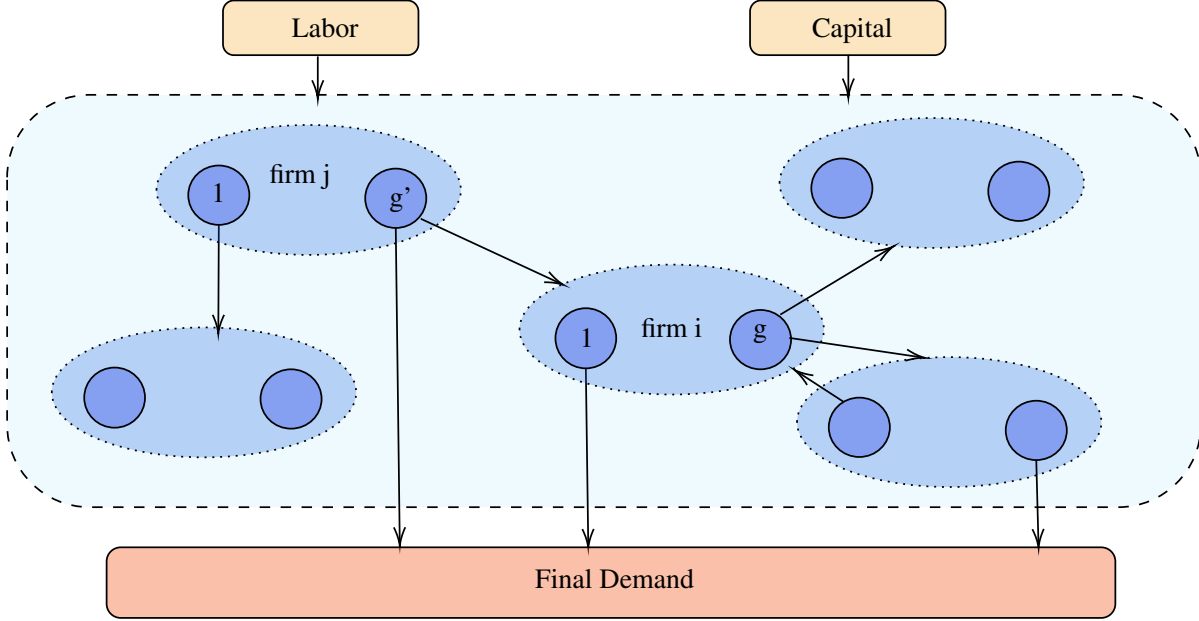 Labor
Capital
firm j
1
g’
firm i
1
g
Final Demand